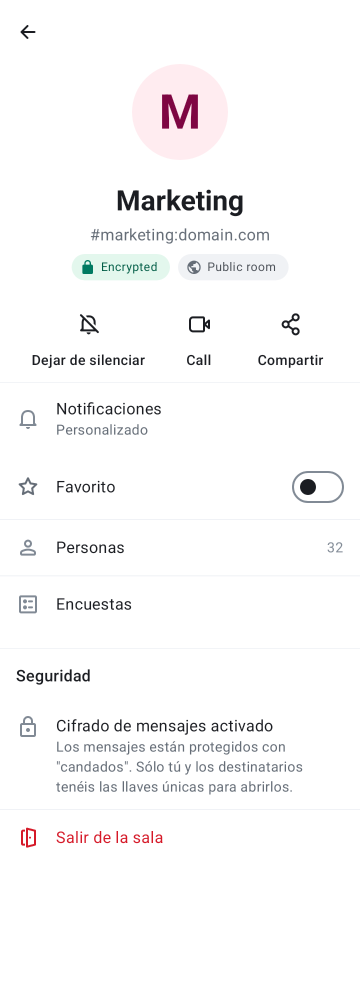 M
Marketing
#marketing:domain.com
Encrypted Public room
Dejar de silenciar Call Compartir
Notificaciones
Personalizado
Favorito
Personas 32
Encuestas
Seguridad
Cifrado de mensajes activado
Los mensajes están protegidos con
"candados". Sólo tú y los destinatarios
tenéis las llaves únicas para abrirlos.
Salir de la sala